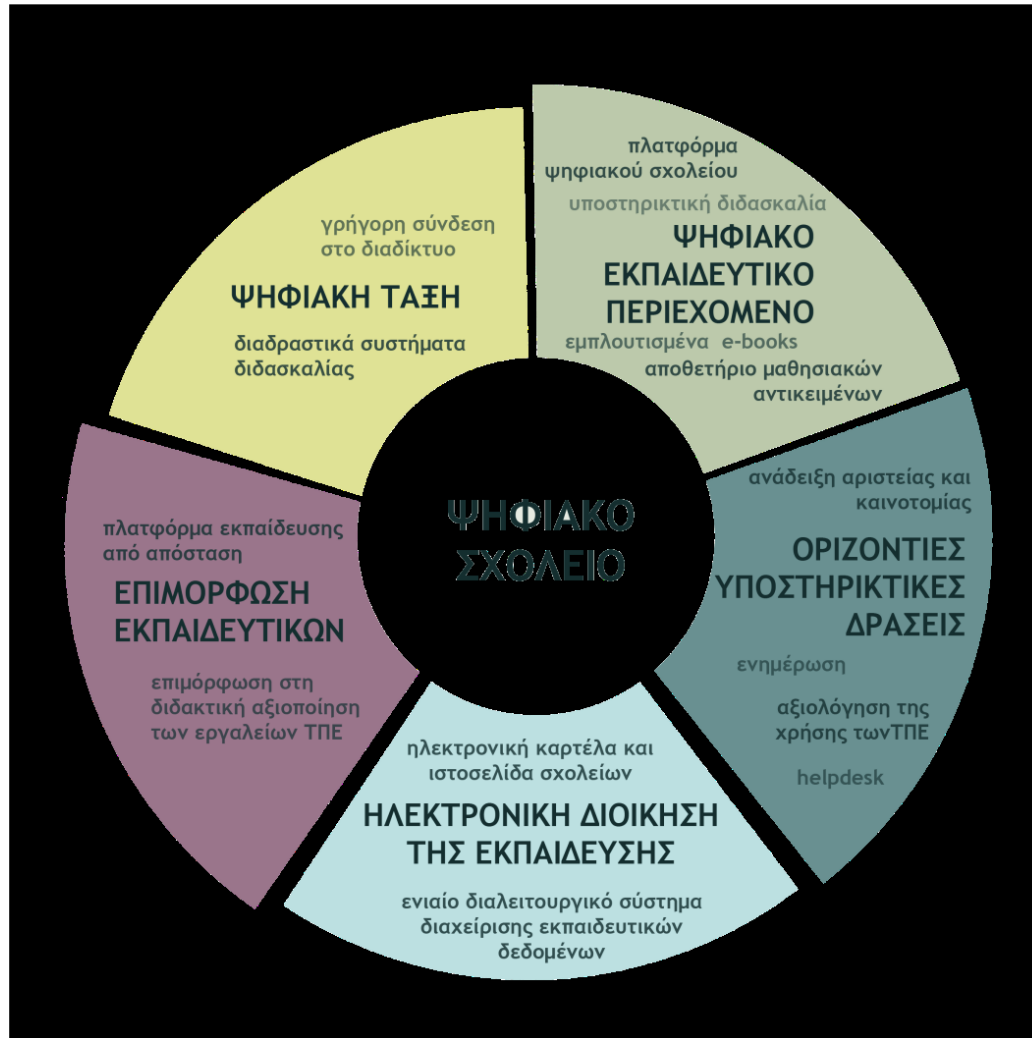 πλατφόρμα
ψηφιακού σχολείου
υποστηρικτική διδασκαλία
ΨΗΦΙΑΚΟ
ΕΚΠΑΙΔΕΥΤΙΚΟ
ΠΕΡΙΕΧΟΜΕΝΟ
εμπλουτισμένα e-books
αποθετήριο μαθησιακών
αντικειμένων
γρήγορη σύνδεση
στο διαδίκτυο
ΨΗΦΙΑΚΗ ΤΑΞΗ
διαδραστικά συστήματα
διδασκαλίας
ανάδειξη αριστείας και
καινοτομίας
ΟΡΙΖΟΝΤΙΕΣ
ΥΠΟΣΤΗΡΙΚΤΙΚΕΣ
ΔΡΑΣΕΙΣ
ενημέρωση
αξιολόγηση της
χρήσης τωνΤΠΕ
helpdesk
ΨΗΦΙΑΚΟ
ΣΧΟΛΕΙΟ
πλατφόρμα εκπαίδευσης
από απόσταση
ΕΠΙΜΟΡΦΩΣΗ
ΕΚΠΑΙΔΕΥΤΙΚΩΝ
επιμόρφωση στη
διδακτική αξιοποίηση
των εργαλείων ΤΠΕ
ηλεκτρονική καρτέλα και
ιστοσελίδα σχολείων
ΗΛΕΚΤΡΟΝΙΚΗ ΔΙΟΙΚΗΣΗ
ΤΗΣ ΕΚΠΑΙΔΕΥΣΗΣ
ενιαίο διαλειτουργικό σύστημα
διαχείρισης εκπαιδευτικών
δεδομένων